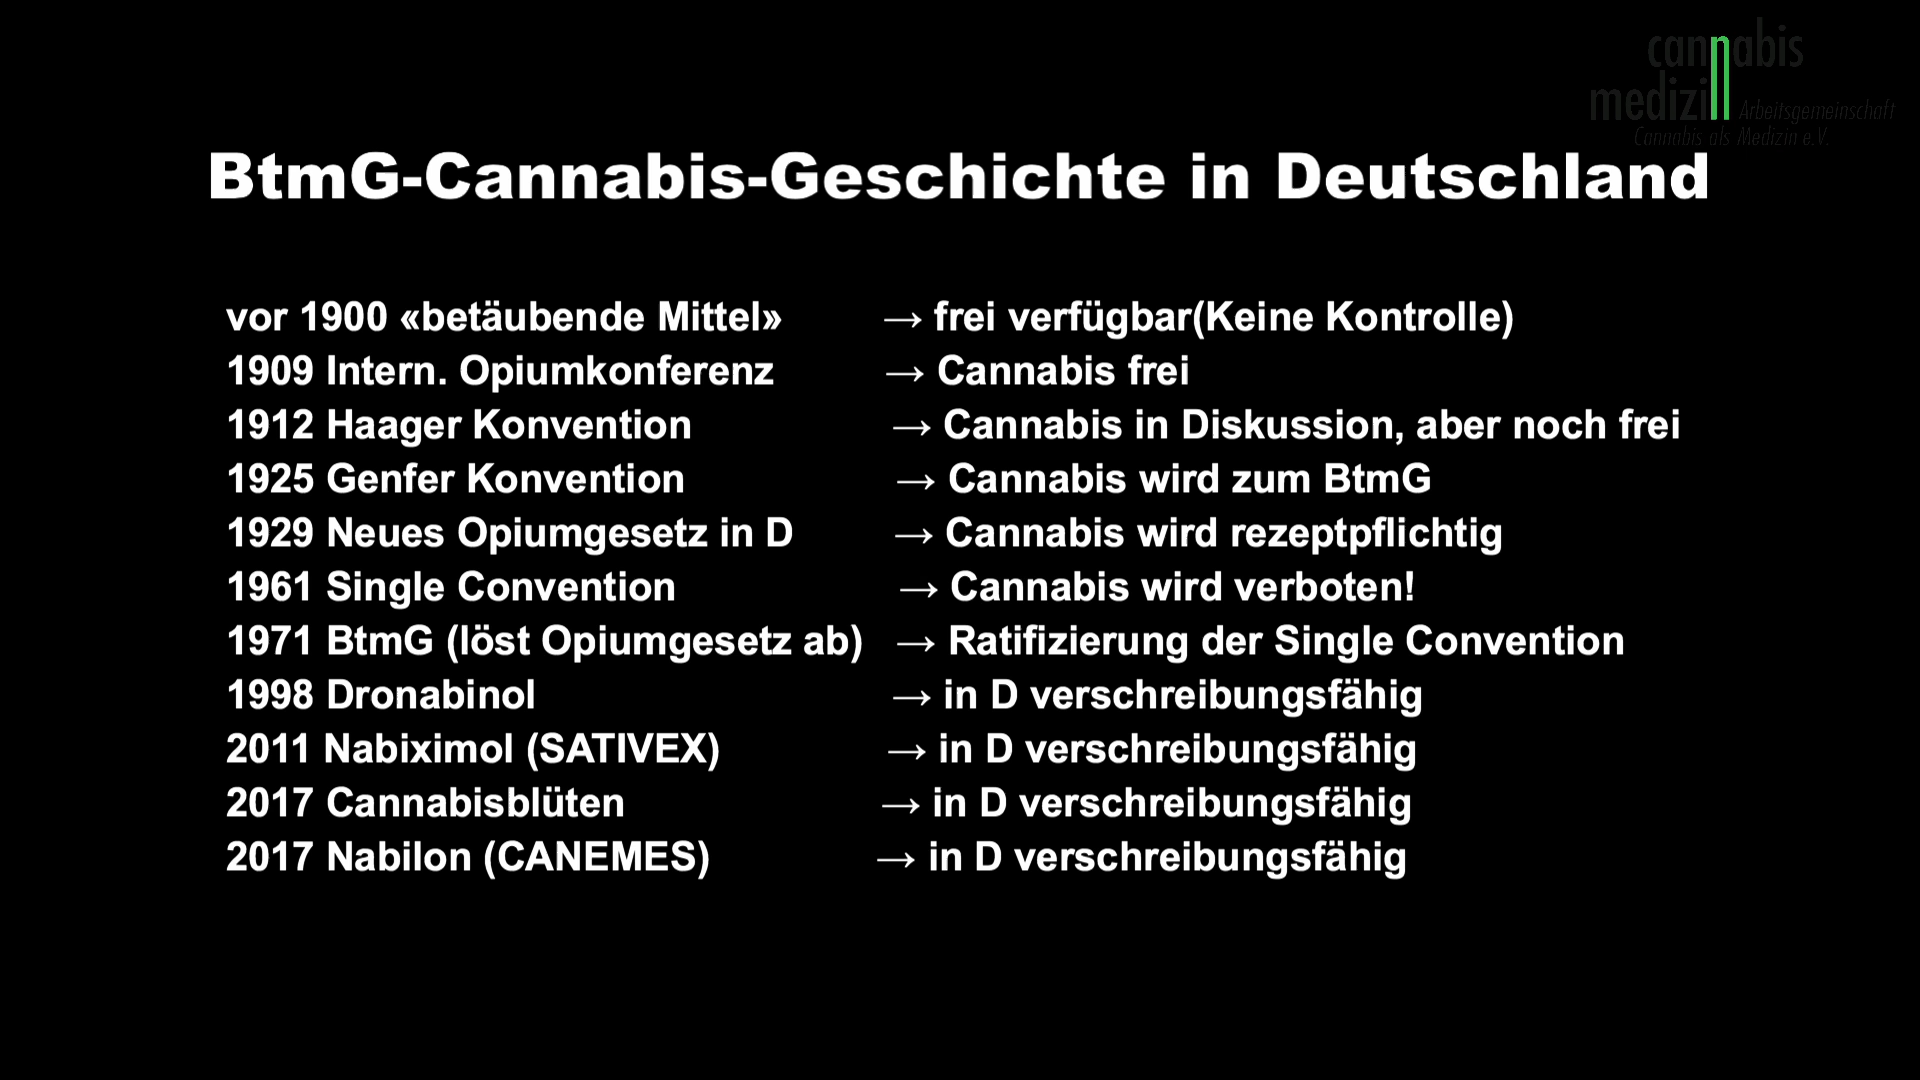 cannabis
medizin Arbeitsgemeinschaft
Cannabis als Medizin e.V.
BtmG-Cannabis-Geschichte in Deutschland
vor 1900 «betäubende Mittel» → frei verfügbar(Keine Kontrolle)
1909 Intern. Opiumkonferenz → Cannabis frei
1912 Haager Konvention → Cannabis in Diskussion, aber noch frei
1925 Genfer Konvention → Cannabis wird zum BtmG
1929 Neues Opiumgesetz in D → Cannabis wird rezeptpflichtig
1961 Single Convention → Cannabis wird verboten!
1971 BtmG (löst Opiumgesetz ab) → Ratifizierung der Single Convention
1998 Dronabinol → in D verschreibungsfähig
2011 Nabiximol (SATIVEX) → in D verschreibungsfähig
2017 Cannabisblüten → in D verschreibungsfähig
2017 Nabilon (CANEMES) → in D verschreibungsfähig